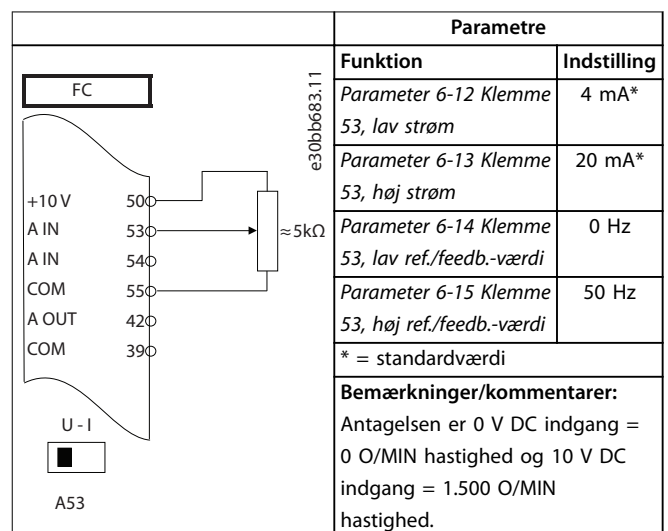 FC
+10 V 50
A IN 53
A IN 54
COM 55
A OUT 42
COM 39
U - I
A53
≈5kΩ
e30bb683.11
Parametre
Funktion Indstilling
Parameter 6-12 Klemme 4 mA*
53, lav strøm
Parameter 6-13 Klemme 20 mA*
53, høj strøm
Parameter 6-14 Klemme 0 Hz
53, lav ref./feedb.-værdi
Parameter 6-15 Klemme 50 Hz
53, høj ref./feedb.-værdi
* = standardværdi
Bemærkninger/kommentarer:
Antagelsen er 0 V DC indgang =
0 O/MIN hastighed og 10 V DC
indgang = 1.500 O/MIN
hastighed.